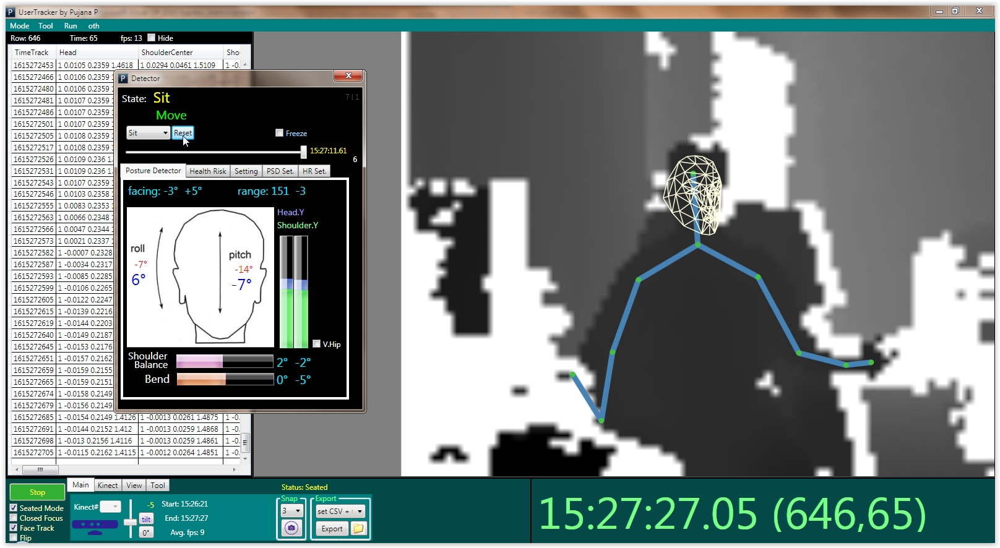 UserTracker by Pujana P
Mode Tool Run oth
Row: 646 Time: 65 fps: 13 Hide
TimeTrack Head ShoulderCenter Shou
1615272453 1 0.0105 0.2359 1.4618 1 0.0294 0.0461 1.5109 1 -0.
1615272466 1 0.0106 0.2359 1
1615272480 1 0.0106 0.2359 1
1615272481 1 0.0107 0.2359 1
1615272486 1 0.0107 0.2359 1
1615272501 1 0.0107 0.2359 1
1615272505 1 0.0108 0.2359 1
1615272517 1 0.0108 0.2359 1
1615272526 1 0.0109 0.236 1.
1615272531 1 0.0109 0.236 1.
1615272543 1 0.0107 0.2359 1
1615272546 1 0.0103 0.2358 1
1615272555 1 0.0083 0.2353 1
1615272563 1 0.0066 0.2348 1
1615272566 1 0.0047 0.2344 1
1615272573 1 0.0021 0.2337 1
1615272582 1 -0.0007 0.2328
1615272587 1 -0.0034 0.2317
1615272593 1 -0.0085 0.2285
1615272599 1 -0.0106 0.2265
1615272605 1 -0.0122 0.2247
1615272615 1 -0.0139 0.2216
1615272619 1 -0.0144 0.2203
1615272640 1 -0.0149 0.2187
1615272645 1 -0.0153 0.2176
1615272651 1 -0.0157 0.2162
1615272659 1 -0.0159 0.2155
1615272665 1 -0.0159 0.2151
1615272674 1 -0.0158 0.2149
1615272679 1 -0.0156 0.2149
1615272685 1 -0.0154 0.2149 1.4126 1 -0.0013 0.0261 1.4875 1 -0.
1615272691 1 -0.0144 0.2152 1.412 1 -0.0013 0.0259 1.4868 1 -0.
1615272698 1 -0.013 0.2156 1.4116 1 -0.0013 0.0259 1.4861 1 -0.
1615272705 1 -0.0115 0.2162 1.4115 1 -0.0012 0.0264 1.4851 1 -0.
Detector
State: Sit 7 | 1
Move
Sit Reset Freeze
15:27:11.61
6
Posture Detector Health Risk Setting PSD Set. HR Set.
facing: -3° +5° range: 151 -3
Head.Y
Shoulder.Y
roll
-7°
6°
pitch
-14°
-7°
V.Hip
Shoulder
Balance 2° -2°
Bend 0° -5°
Stop
Seated Mode
Closed Focus
Face Track
Flip
Main Kinect View Tool
Kinect#
-5
tilt
0°
Start: 15:26:21
End: 15:27:27
Avg. fps: 9
Status: Seated
Snap
3
Export
set CSV +
Export
15:27:27.05 (646,65)